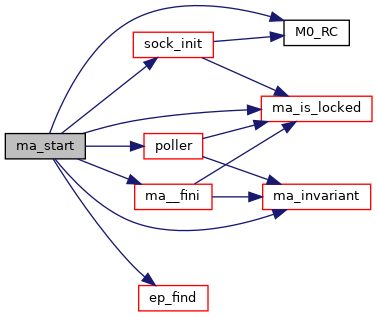 M0_RC
sock_init
ma_is_locked
ma_start
poller
ma__fini
ma_invariant
ep_find